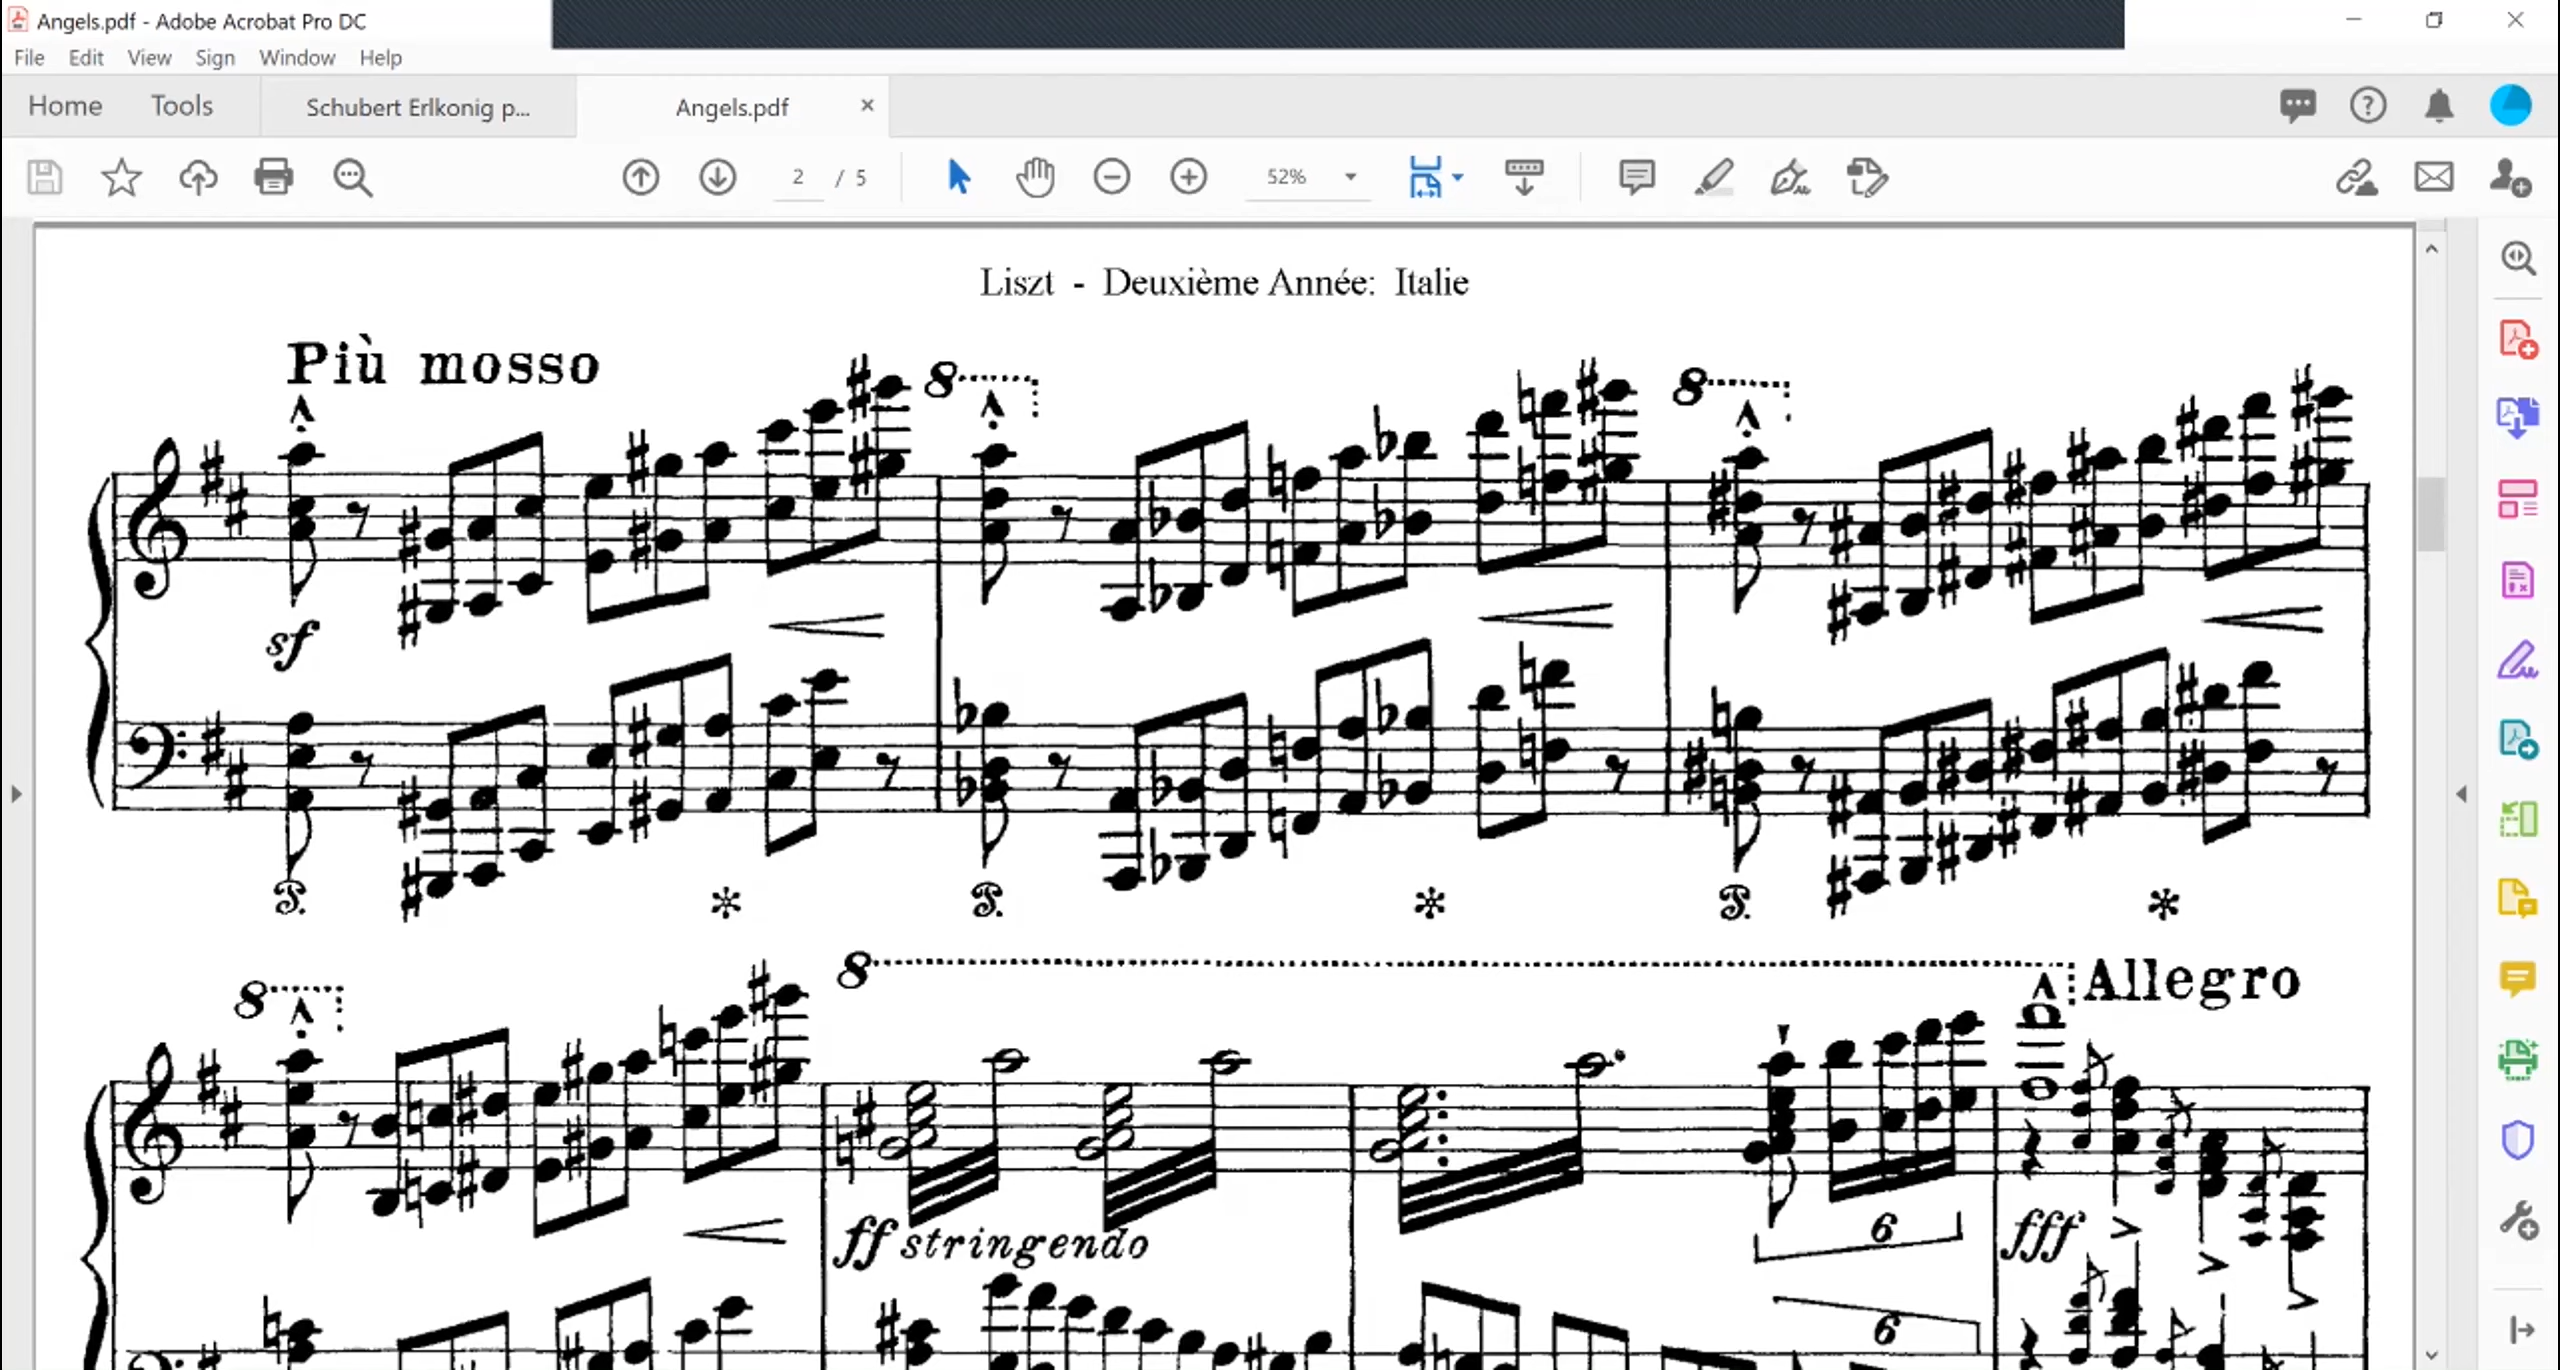 Angels.pdf - Adobe Acrobat Pro DC
File Edit View Sign Window Help
Home Tools Schubert Erlkonig p... Angels.pdf
2 / 5 52%
Liszt - Deuxième Année: Italie
Più mosso
8 8
sf
8 8 Allegro
ff stringendo 6 fff
6